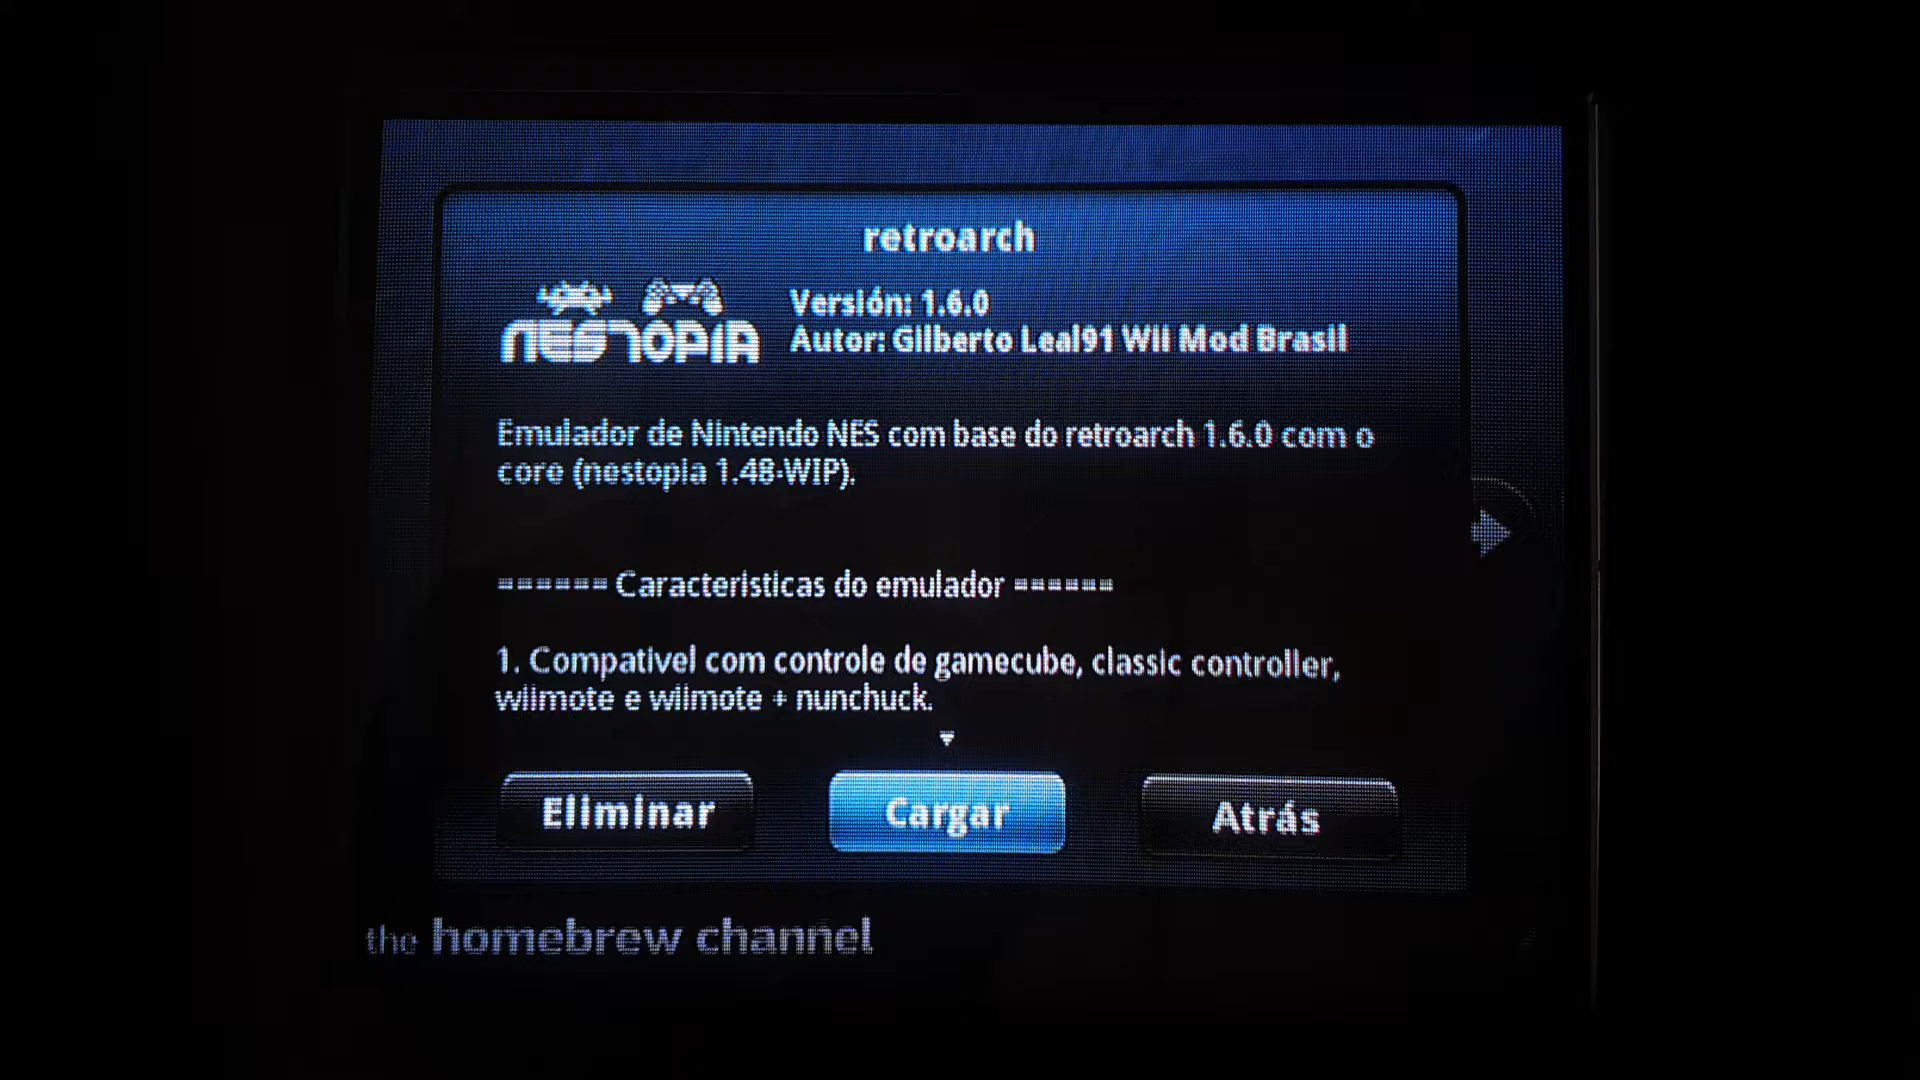 retroarch
NESTOPIA
Versión: 1.6.0
Autor: Gilberto Leal91 Wii Mod Brasil
Emulador de Nintendo NES com base do retroarch 1.6.0 com o
core (nestopia 1.48-WIP).
====== Caracteristicas do emulador ======
1. Compativel com controle de gamecube, classic controller,
wiimote e wiimote + nunchuck.
Eliminar
Cargar
Atrás
the homebrew channel